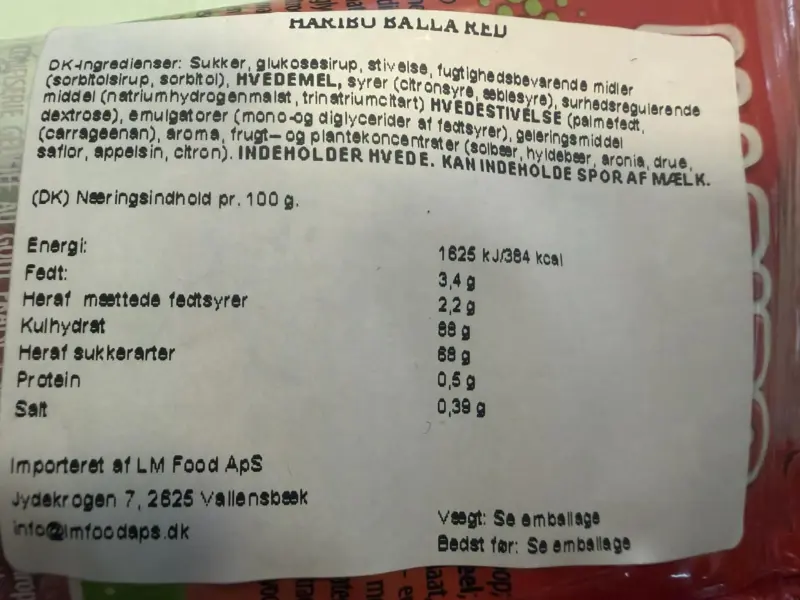 HARIBO BALLA RED
DK-Ingredienser: Sukker, glukosesirup, stivelse, fugtighedsbevarende midler
(sorbitolsirup, sorbitol), HVEDEMEL, syrer (citronsyre, æblesyre), surhedsregulerende
middel (natriumhydrogenmalat, trinatriumcitart) HVEDESTIVELSE (palmefedt,
dextrose), emulgatorer (mono-og diglycerider af fedtsyrer), geleringsmiddel
(carrageenan), aroma, frugt- og plantekoncentrater (solbær, hyldebær, aronia, drue,
saflor, appelsin, citron). INDEHOLDER HVEDE. KAN INDEHOLDE SPOR AF MÆLK.
(DK) Næringsindhold pr. 100 g.
Energi: 1625 kJ/384 kcal
Fedt: 3,4 g
Heraf mættede fedtsyrer 2,2 g
Kulhydrat 88 g
Heraf sukkerarter 68 g
Protein 0,5 g
Salt 0,39 g
Importeret af LM Food ApS
Jydekrogen 7, 2625 Vallensbæk
info@lmfoodaps.dk
Vægt: Se emballage
Bedst før: Se emballage